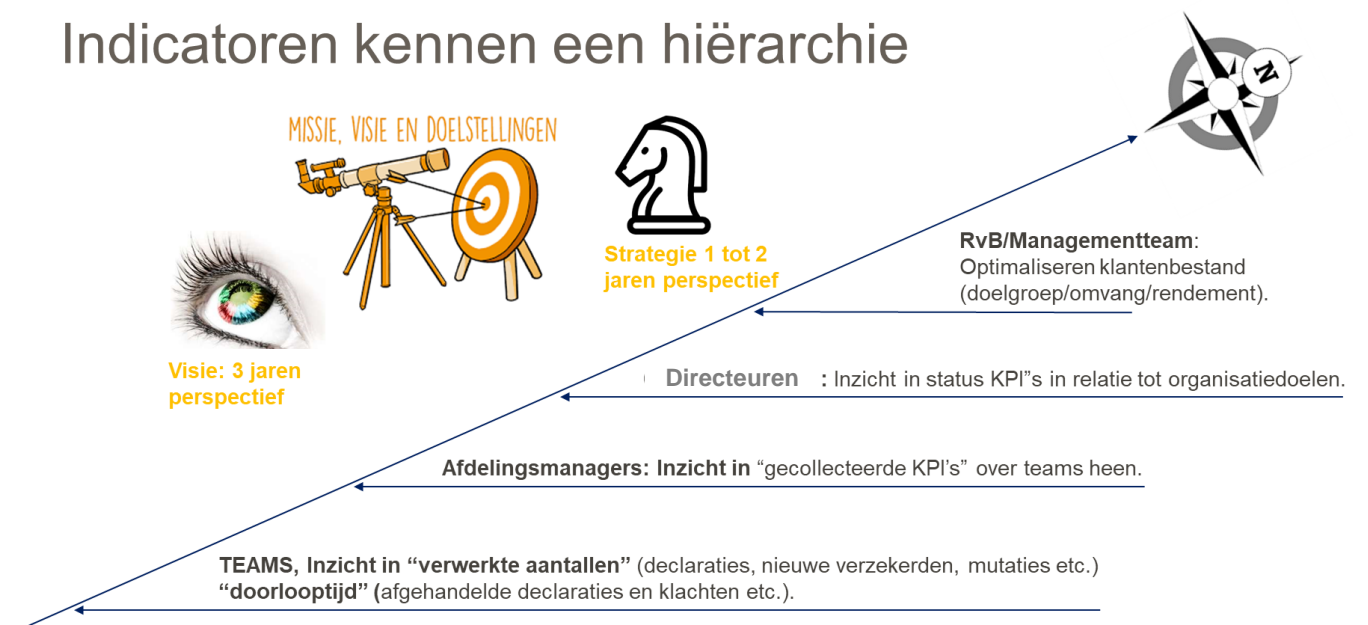 Indicatoren kennen een hiërarchie
N
MISSIE, VISIE EN DOELSTELLINGEN
Strategie 1 tot 2
jaren perspectief
Visie: 3 jaren
perspectief
RvB/Managementteam:
Optimaliseren klantenbestand
(doelgroep/omvang/rendement).
Directeuren : Inzicht in status KPI”s in relatie tot organisatiedoelen.
Afdelingsmanagers: Inzicht in “gecollecteerde KPI’s” over teams heen.
TEAMS, Inzicht in “verwerkte aantallen” (declaraties, nieuwe verzekerden, mutaties etc.)
“doorlooptijd” (afgehandelde declaraties en klachten etc.).